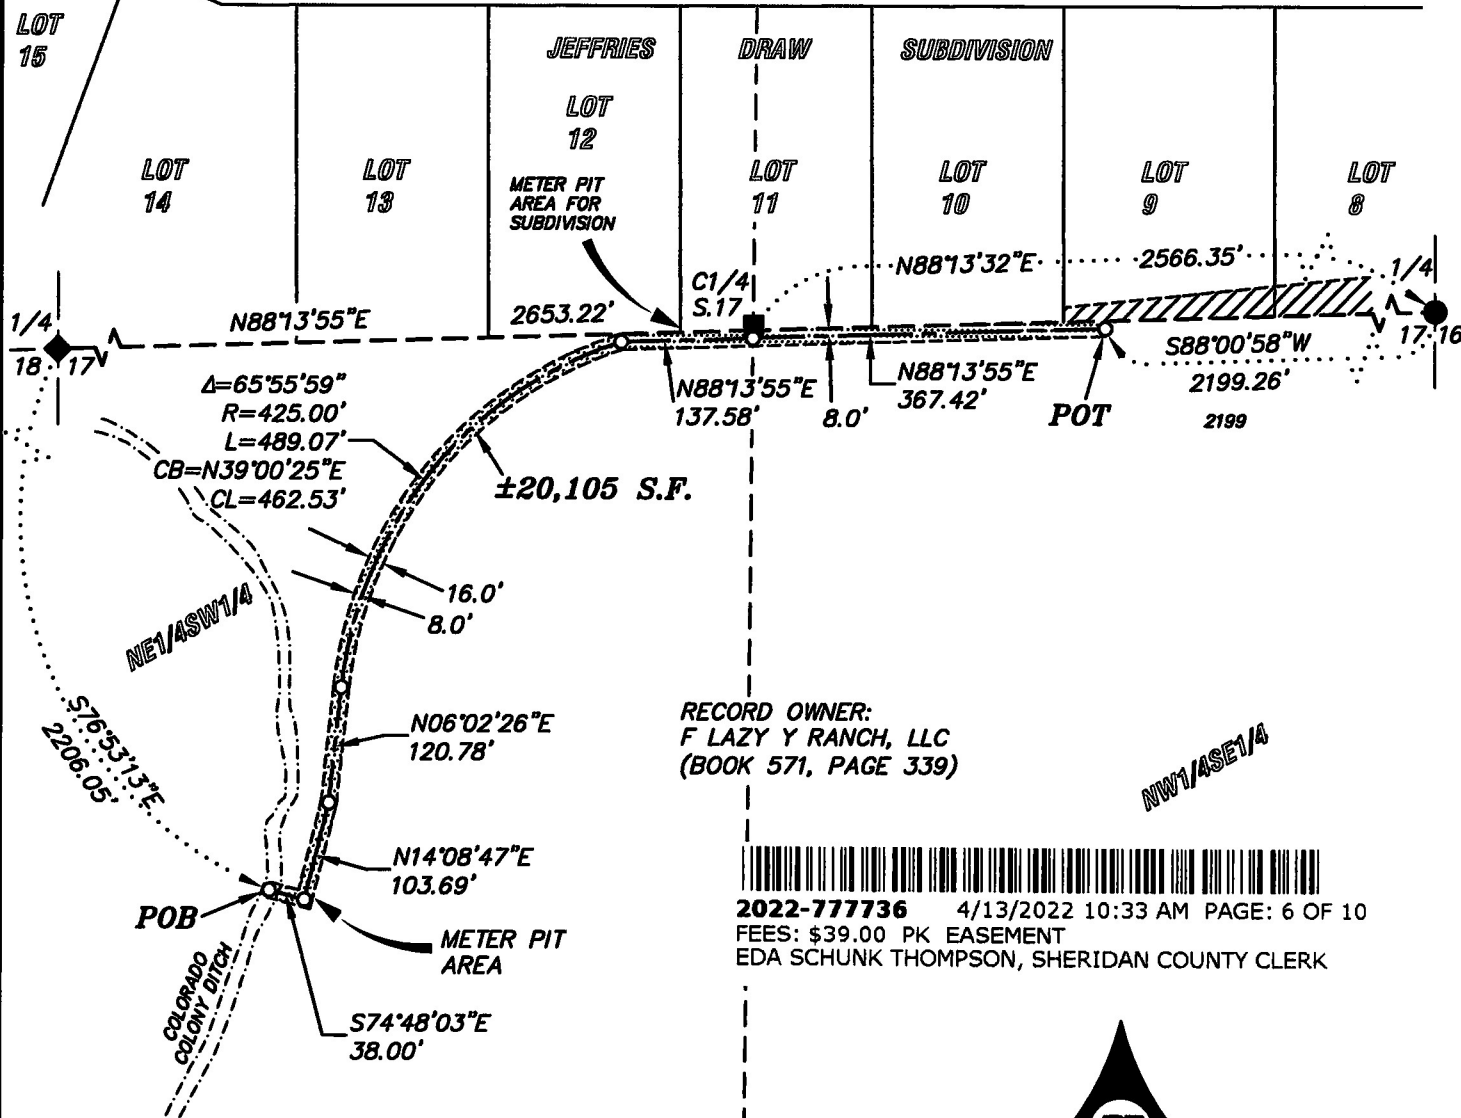 LOT
15
JEFFRIES DRAW SUBDIVISION
LOT
12
LOT
14
LOT
13
METER PIT
AREA FOR
SUBDIVISION
LOT
11
LOT
10
LOT
9
LOT
8
N88°13'32"E
2566.35'
1/4
C1/4
S.17
1/4
18 17
N88°13'55"E
2653.22'
17 16
S88°00'58"W
2199.26'
2199
Δ=65°55'59"
R=425.00'
L=489.07'
CB=N39°00'25"E
CL=462.53'
N88°13'55"E
137.58'
8.0'
N88°13'55"E
367.42'
POT
±20,105 S.F.
16.0'
8.0'
NE1/4SW1/4
S76°53'13"E
2206.05'
N06°02'26"E
120.78'
RECORD OWNER:
F LAZY Y RANCH, LLC
(BOOK 571, PAGE 339)
NW1/4SE1/4
N14°08'47"E
103.69'
POB
METER PIT
AREA
COLORADO
COLONY DITCH
S74°48'03"E
38.00'
2022-777736 4/13/2022 10:33 AM PAGE: 6 OF 10
FEES: $39.00 PK EASEMENT
EDA SCHUNK THOMPSON, SHERIDAN COUNTY CLERK